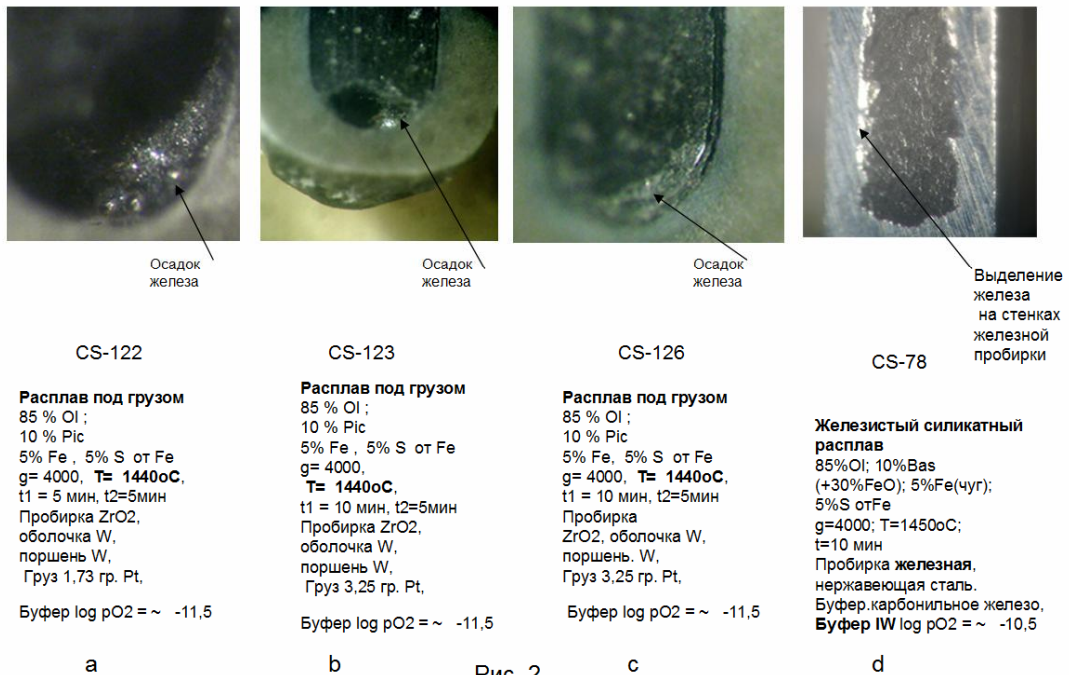 Осадок
железа
Осадок
железа
Осадок
железа
Выделение
железа
на стенках
железной
пробирки
CS-122
Расплав под грузом
85 % Ol ;
10 % Pic
5% Fe , 5% S от Fe
g= 4000, T= 1440oC,
t1 = 5 мин, t2=5мин
Пробирка ZrO2,
оболочка W,
поршень W,
Груз 1,73 гр. Pt,
Буфер log pO2 = ~ -11,5
a
CS-123
Расплав под грузом
85 % Ol ;
10 % Pic
5% Fe , 5% S от Fe
g= 4000,
T= 1440oC,
t1 = 10 мин, t2=5мин
Пробирка ZrO2,
оболочка W,
поршень W,
Груз 3,25 гр. Pt,
Буфер log pO2 = ~ -11,5
b
CS-126
Расплав под грузом
85 % Ol ;
10 % Pic
5% Fe, 5% S от Fe
g= 4000, T= 1440oC,
t1 = 10 мин, t2=5мин
Пробирка
ZrO2, оболочка W,
поршень. W,
Груз 3,25 гр. Pt,
Буфер log pO2 = ~ -11,5
c
CS-78
Железистый силикатный
расплав
85%Ol; 10%Bas
(+30%FeO); 5%Fe(чуг);
5%S отFe
g=4000; T=1450oC;
t=10 мин
Пробирка железная,
нержавеющая сталь.
Буфер.карбонильное железо,
Буфер IW log pO2 = ~ -10,5
d
Рис. 2